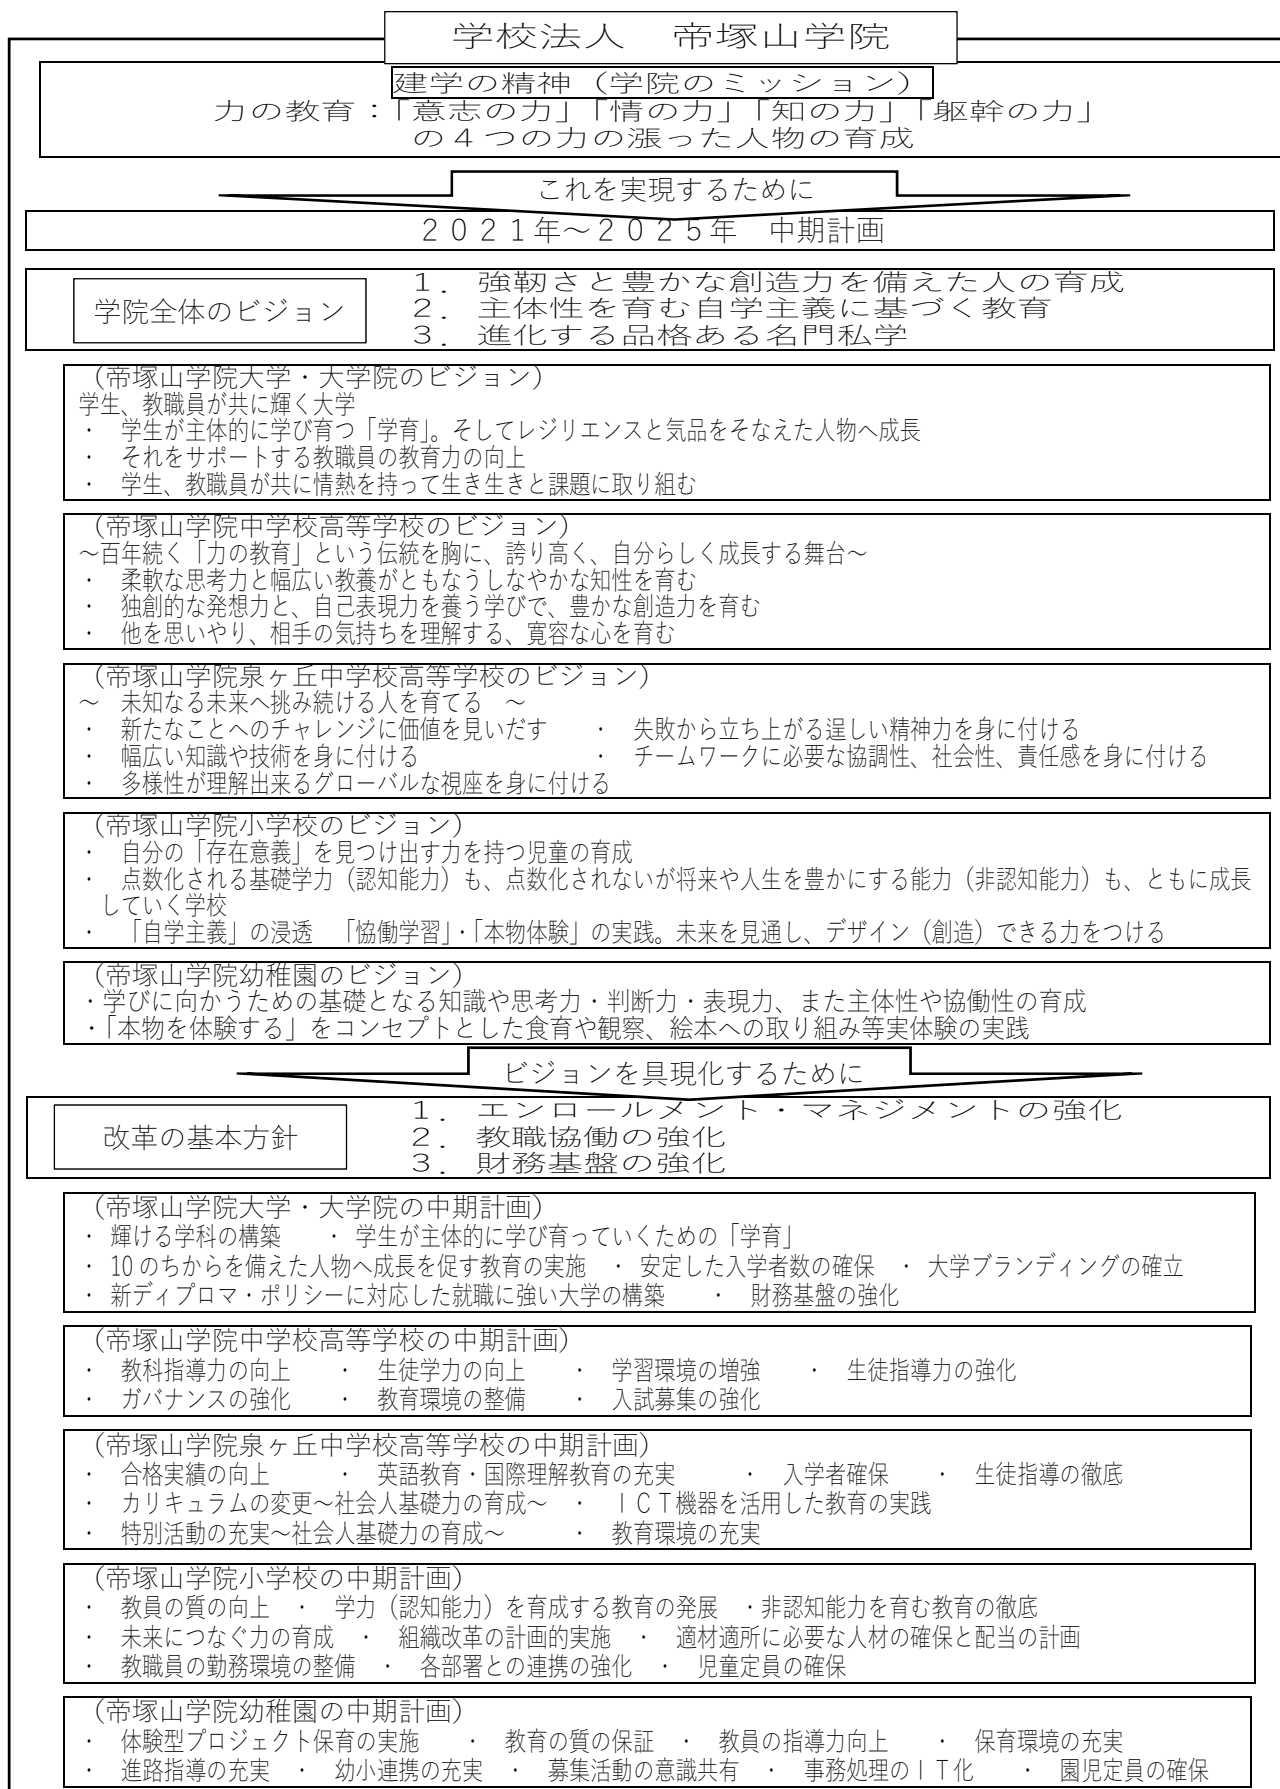 学校法人　帝塚山学院
建学の精神（学院のミッション）
力の教育：「意志の力」「情の力」「知の力」「躯幹の力」
の４つの力の漲った人物の育成
これを実現するために
２０２１年～２０２５年　中期計画
学院全体のビジョン
１．強靭さと豊かな創造力を備えた人の育成
２．主体性を育む自学主義に基づく教育
３．進化する品格ある名門私学
（帝塚山学院大学・大学院のビジョン）
学生、教職員が共に輝く大学
・　学生が主体的に学び育つ「学育」。そしてレジリエンスと気品をそなえた人物へ成長
・　それをサポートする教職員の教育力の向上
・　学生、教職員が共に情熱を持って生き生きと課題に取り組む
（帝塚山学院中学校高等学校のビジョン）
～百年続く「力の教育」という伝統を胸に、誇り高く、自分らしく成長する舞台～
・　柔軟な思考力と幅広い教養がともなうしなやかな知性を育む
・　独創的な発想力と、自己表現力を養う学びで、豊かな創造力を育む
・　他を思いやり、相手の気持ちを理解する、寛容な心を育む
（帝塚山学院泉ヶ丘中学校高等学校のビジョン）
～　未知なる未来へ挑み続ける人を育てる　～
・　新たなことへのチャレンジに価値を見いだす　　・　失敗から立ち上がる逞しい精神力を身に付ける
・　幅広い知識や技術を身に付ける　　・　チームワークに必要な協調性、社会性、責任感を身に付ける
・　多様性が理解出来るグローバルな視座を身に付ける
（帝塚山学院小学校のビジョン）
・　自分の「存在意義」を見つけ出す力を持つ児童の育成
・　点数化される基礎学力（認知能力）も、点数化されないが将来や人生を豊かにする能力（非認知能力）も、ともに成長
していく学校
・　「自学主義」の浸透　「協働学習」・「本物体験」の実践。未来を見通し、デザイン（創造）できる力をつける
（帝塚山学院幼稚園のビジョン）
・学びに向かうための基礎となる知識や思考力・判断力・表現力、また主体性や協働性の育成
・「本物を体験する」をコンセプトとした食育や観察、絵本への取り組み等実体験の実践
ビジョンを具現化するために
改革の基本方針
１．エンロールメント・マネジメントの強化
２．教職協働の強化
３．財務基盤の強化
（帝塚山学院大学・大学院の中期計画）
・ 輝ける学科の構築　　・ 学生が主体的に学び育っていくための「学育」
・ 10のちからを備えた人物へ成長を促す教育の実施　・ 安定した入学者数の確保　・ 大学ブランディングの確立
・ 新ディプロマ・ポリシーに対応した就職に強い大学の構築　　・　財務基盤の強化
（帝塚山学院中学校高等学校の中期計画）
・　教科指導力の向上　　・　生徒学力の向上　　・　学習環境の増強　　・　生徒指導力の強化
・　ガバナンスの強化　　・　教育環境の整備　　・　入試募集の強化
（帝塚山学院泉ヶ丘中学校高等学校の中期計画）
・　合格実績の向上　　・　英語教育・国際理解教育の充実　　・　入学者確保　　・　生徒指導の徹底
・　カリキュラムの変更～社会人基礎力の育成～　・　ＩＣＴ機器を活用した教育の実践
・　特別活動の充実～社会人基礎力の育成～　　・　教育環境の充実
（帝塚山学院小学校の中期計画）
・　教員の質の向上　・　学力（認知能力）を育成する教育の発展　・非認知能力を育む教育の徹底
・　未来につなぐ力の育成　・　組織改革の計画的実施　・　適材適所に必要な人材の確保と配当の計画
・　教職員の勤務環境の整備　・　各部署との連携の強化　・　児童定員の確保
（帝塚山学院幼稚園の中期計画）
・　体験型プロジェクト保育の実施　　・　教育の質の保証　・　教員の指導力向上　　・　保育環境の充実
・　進路指導の充実　・　幼小連携の充実　・　募集活動の意識共有　・　事務処理のＩＴ化　　・　園児定員の確保